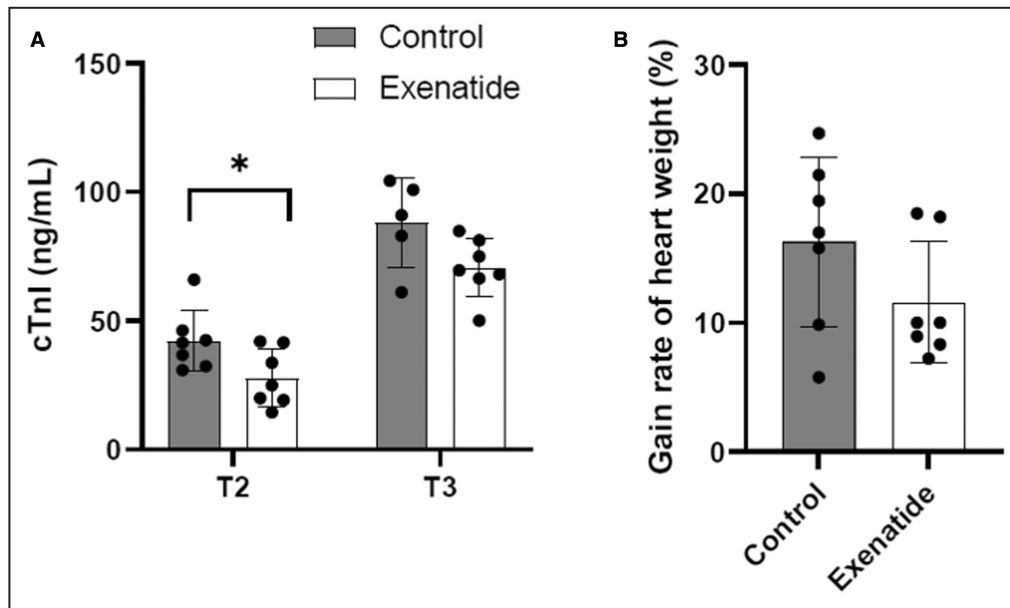 A
Control
Exenatide
cTnI (ng/mL)
150
100
50
0
*
T2
T3
B
Gain rate of heart weight (%)
30
20
10
0
Control
Exenatide